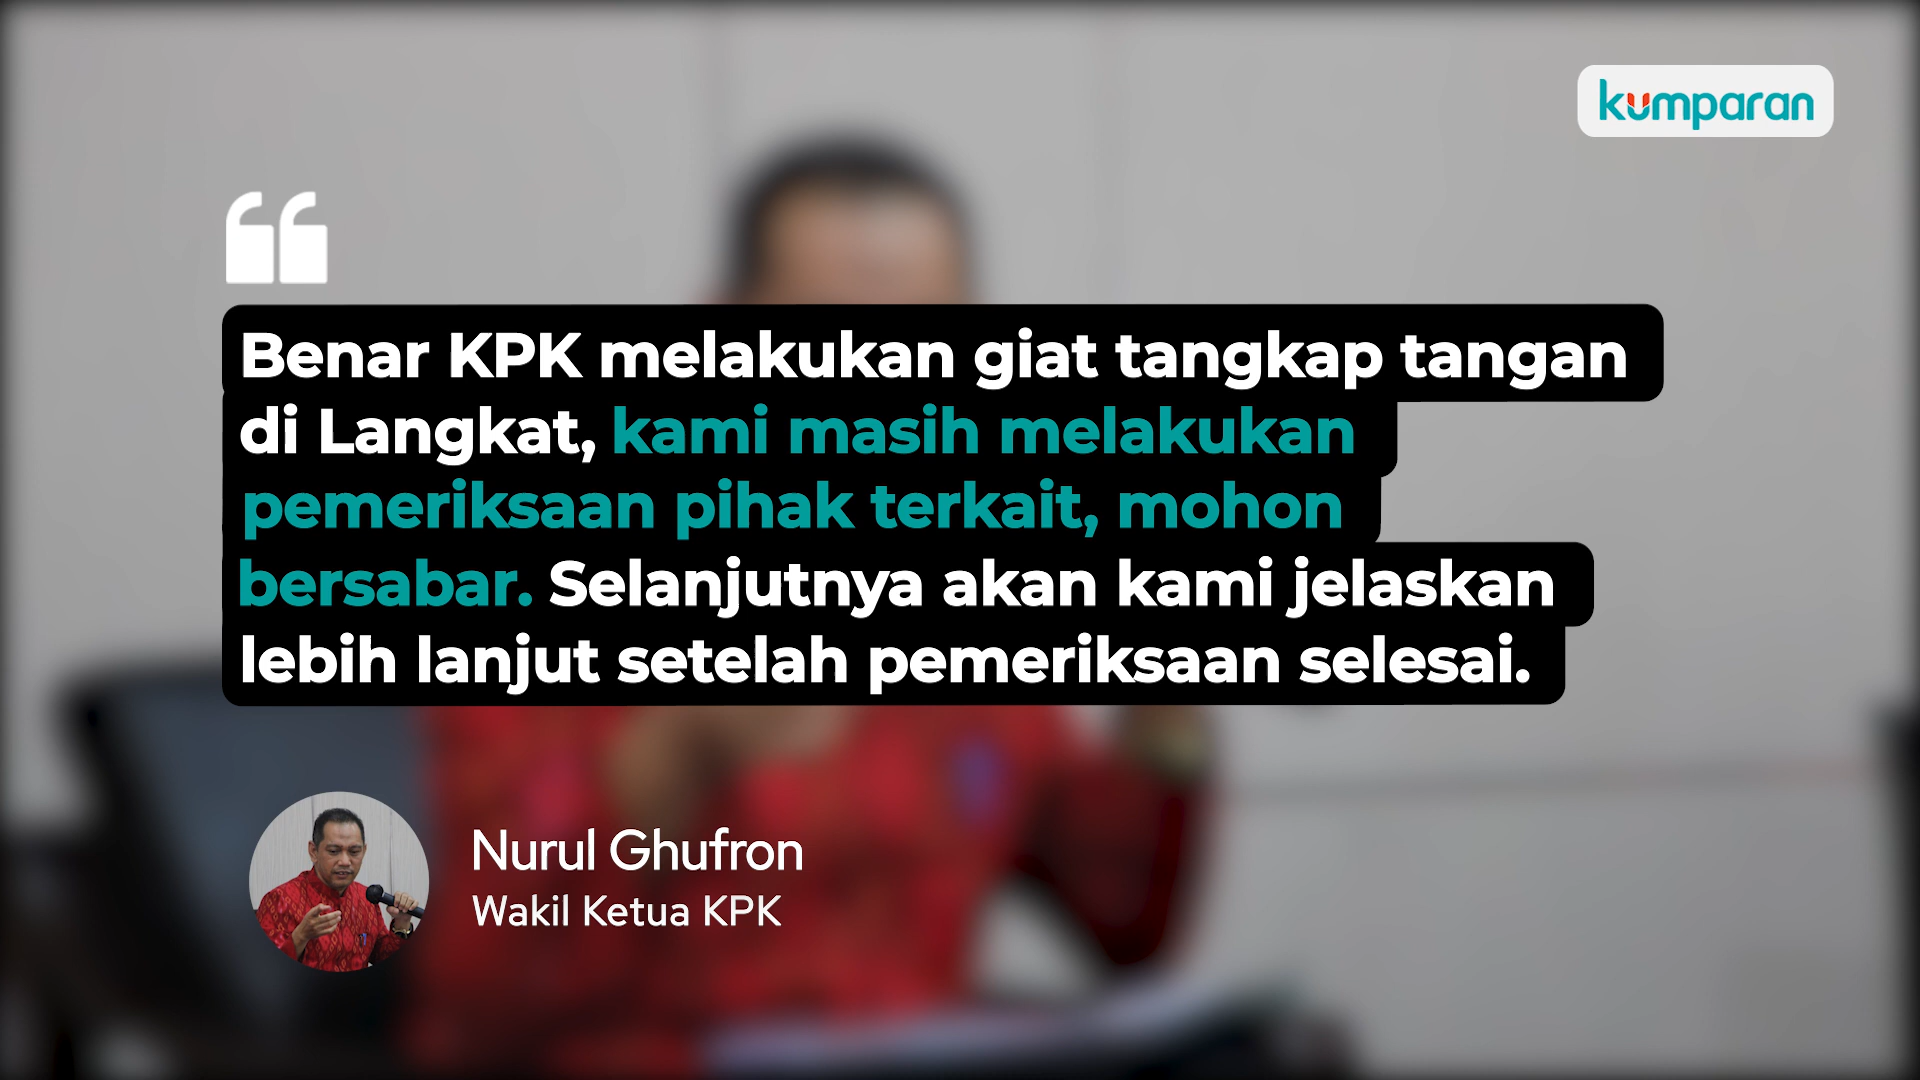 kumparan
Benar KPK melakukan giat tangkap tangan
di Langkat, kami masih melakukan
pemeriksaan pihak terkait, mohon
bersabar. Selanjutnya akan kami jelaskan
lebih lanjut setelah pemeriksaan selesai.
Nurul Ghufron
Wakil Ketua KPK